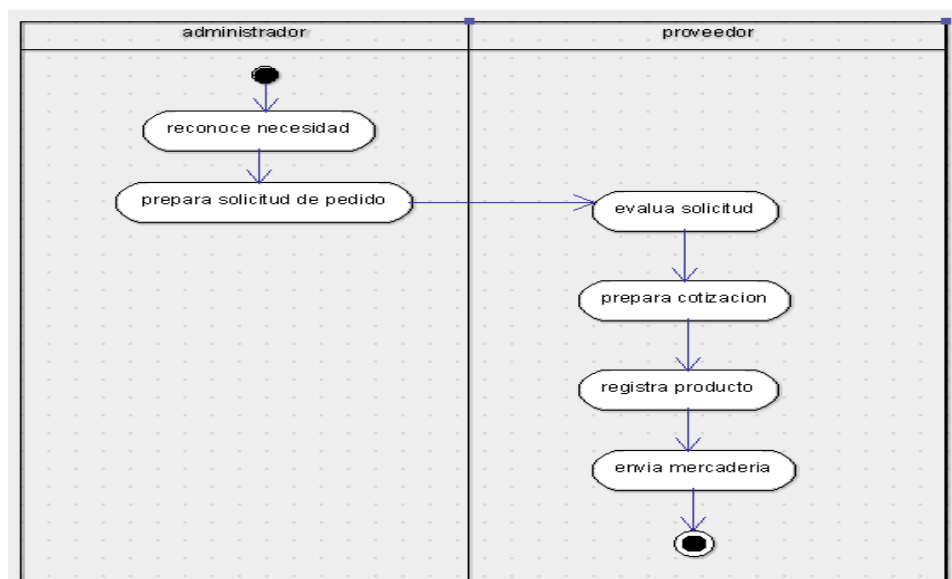 administrador
proveedor
reconoce necesidad
prepara solicitud de pedido
evalua solicitud
prepara cotizacion
registra producto
envia mercaderia